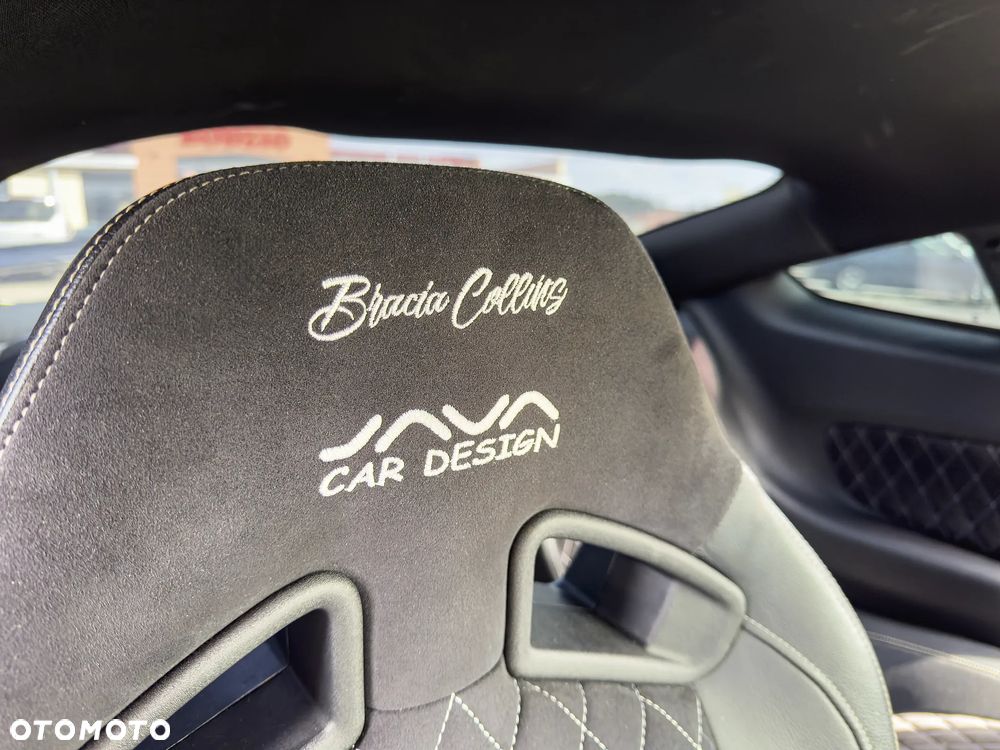 Bracia Collins
JAVA
CAR DESIGN
OTOMOTO